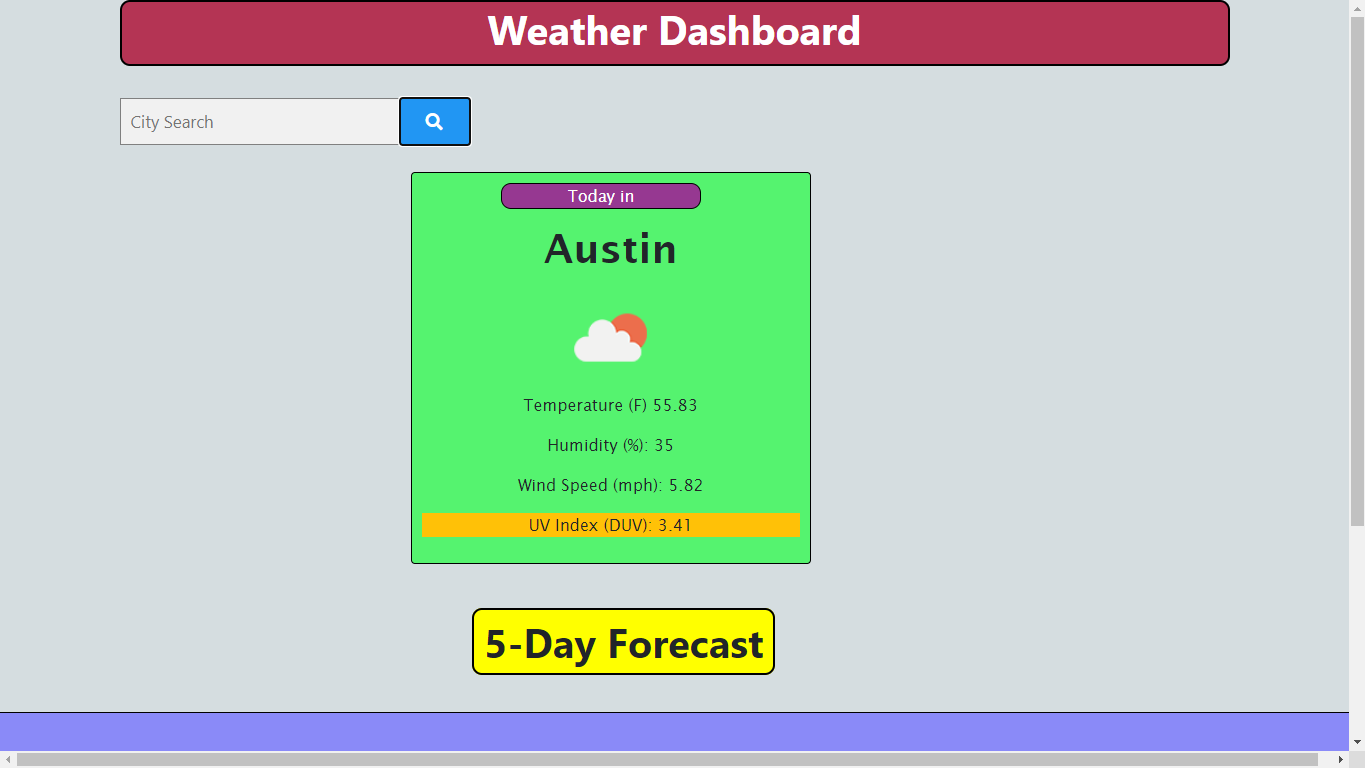 Weather Dashboard
City Search
Today in
Austin
Temperature (F) 55.83
Humidity (%): 35
Wind Speed (mph): 5.82
UV Index (DUV): 3.41
5-Day Forecast